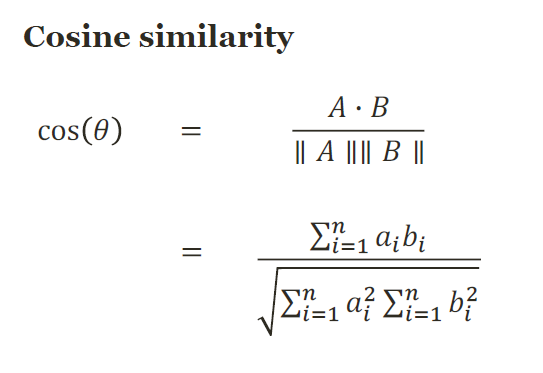 Cosine similarity
cos(θ) = A · B / ‖ A ‖‖ B ‖
= ∑ⁿᵢ₌₁ aᵢbᵢ / √(∑ⁿᵢ₌₁ aᵢ² ∑ⁿᵢ₌₁ bᵢ²)